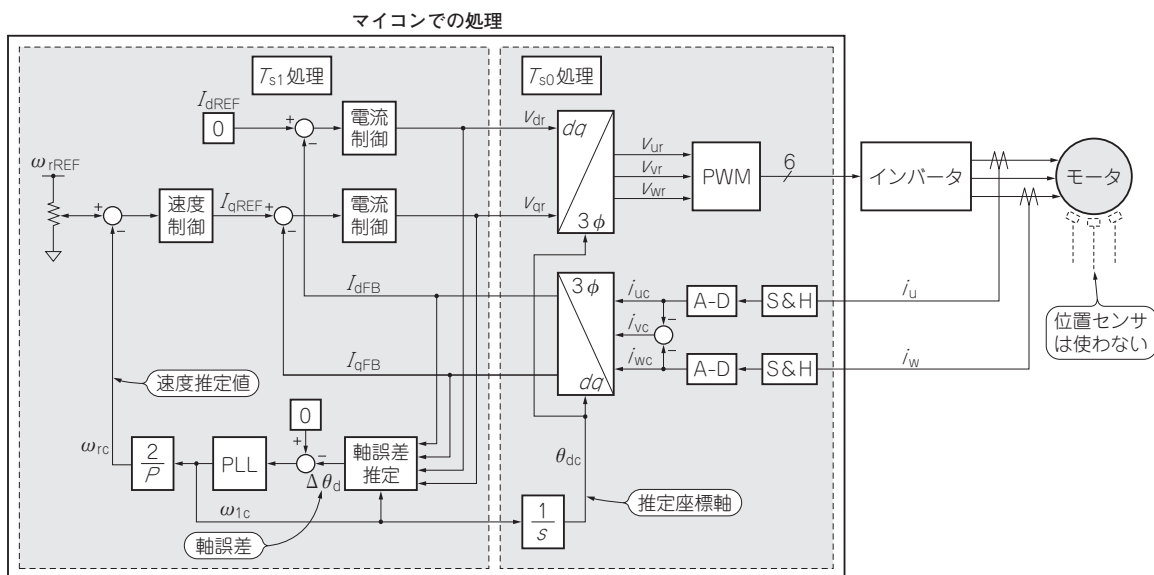 マイコンでの処理
Ts1処理
Ts0処理
IdREF
0
+
-
電流
制御
vdr
dq
3φ
vur
vvr
vwr
PWM
6
インバータ
モータ
ωrREF
+
-
速度
制御
IqREF
+
-
電流
制御
vqr
IdFB
3φ
dq
iuc
ivc
iwc
-
-
A-D
S&H
iu
A-D
S&H
iw
位置センサ
は使わない
IqFB
速度推定値
0
+
-
ωrc
2
P
PLL
Δθd
軸誤差
推定
θdc
ω1c
1
s
推定座標軸
軸誤差